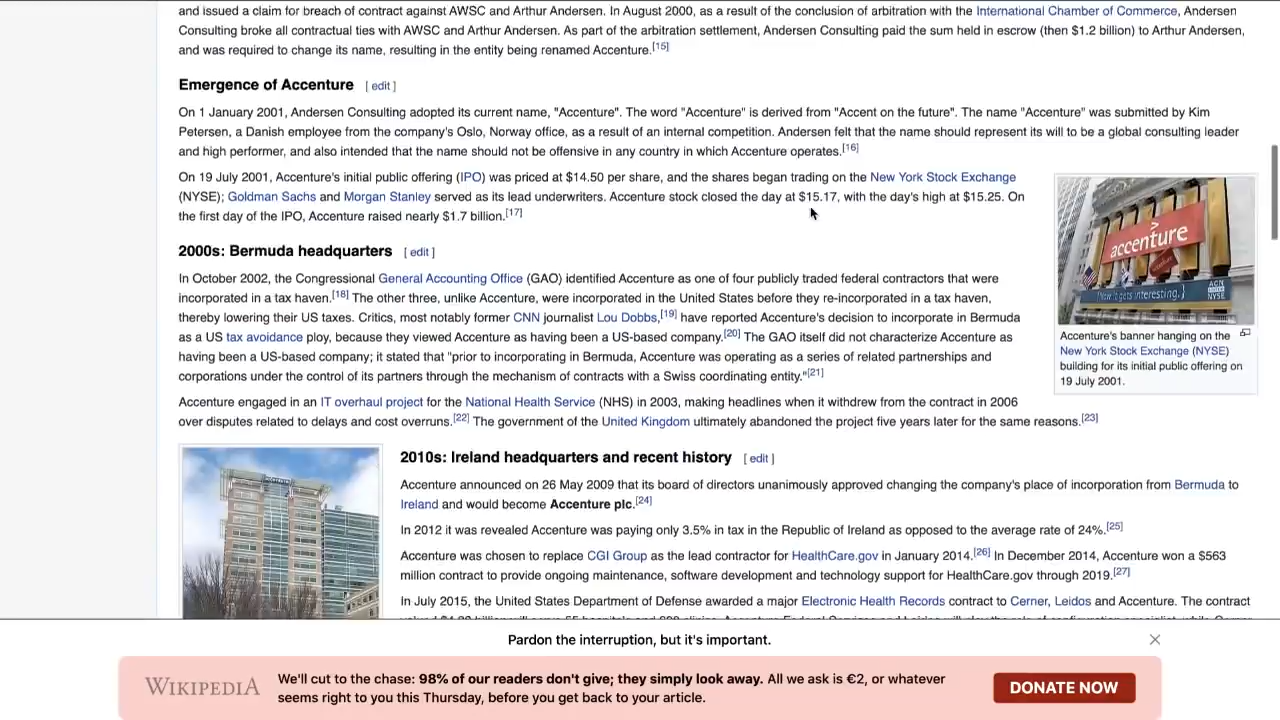 and issued a claim for breach of contract against AWSC and Arthur Andersen. In August 2000, as a result of the conclusion of arbitration with the International Chamber of Commerce, Andersen
Consulting broke all contractual ties with AWSC and Arthur Andersen. As part of the arbitration settlement, Andersen Consulting paid the sum held in escrow (then $1.2 billion) to Arthur Andersen,
and was required to change its name, resulting in the entity being renamed Accenture.[15]
Emergence of Accenture [ edit ]
On 1 January 2001, Andersen Consulting adopted its current name, "Accenture". The word "Accenture" is derived from "Accent on the future". The name "Accenture" was submitted by Kim
Petersen, a Danish employee from the company's Oslo, Norway office, as a result of an internal competition. Andersen felt that the name should represent its will to be a global consulting leader
and high performer, and also intended that the name should not be offensive in any country in which Accenture operates.[16]
On 19 July 2001, Accenture's initial public offering (IPO) was priced at $14.50 per share, and the shares began trading on the New York Stock Exchange
(NYSE); Goldman Sachs and Morgan Stanley served as its lead underwriters. Accenture stock closed the day at $15.17, with the day's high at $15.25. On
the first day of the IPO, Accenture raised nearly $1.7 billion.[17]
accenture
Now it gets interesting.
ACN
NYSE
Accenture's banner hanging on the
New York Stock Exchange (NYSE)
building for its initial public offering on
19 July 2001.
2000s: Bermuda headquarters [ edit ]
In October 2002, the Congressional General Accounting Office (GAO) identified Accenture as one of four publicly traded federal contractors that were
incorporated in a tax haven.[18] The other three, unlike Accenture, were incorporated in the United States before they re-incorporated in a tax haven,
thereby lowering their US taxes. Critics, most notably former CNN journalist Lou Dobbs,[19] have reported Accenture's decision to incorporate in Bermuda
as a US tax avoidance ploy, because they viewed Accenture as having been a US-based company.[20] The GAO itself did not characterize Accenture as
having been a US-based company; it stated that "prior to incorporating in Bermuda, Accenture was operating as a series of related partnerships and
corporations under the control of its partners through the mechanism of contracts with a Swiss coordinating entity."[21]
Accenture engaged in an IT overhaul project for the National Health Service (NHS) in 2003, making headlines when it withdrew from the contract in 2006
over disputes related to delays and cost overruns.[22] The government of the United Kingdom ultimately abandoned the project five years later for the same reasons.[23]
2010s: Ireland headquarters and recent history [ edit ]
Accenture announced on 26 May 2009 that its board of directors unanimously approved changing the company's place of incorporation from Bermuda to
Ireland and would become Accenture plc.[24]
In 2012 it was revealed Accenture was paying only 3.5% in tax in the Republic of Ireland as opposed to the average rate of 24%.[25]
Accenture was chosen to replace CGI Group as the lead contractor for HealthCare.gov in January 2014.[26] In December 2014, Accenture won a $563
million contract to provide ongoing maintenance, software development and technology support for HealthCare.gov through 2019.[27]
In July 2015, the United States Department of Defense awarded a major Electronic Health Records contract to Cerner, Leidos and Accenture. The contract
Pardon the interruption, but it's important.
WIKIPEDIA
We'll cut to the chase: 98% of our readers don't give; they simply look away. All we ask is €2, or whatever
seems right to you this Thursday, before you get back to your article.
DONATE NOW